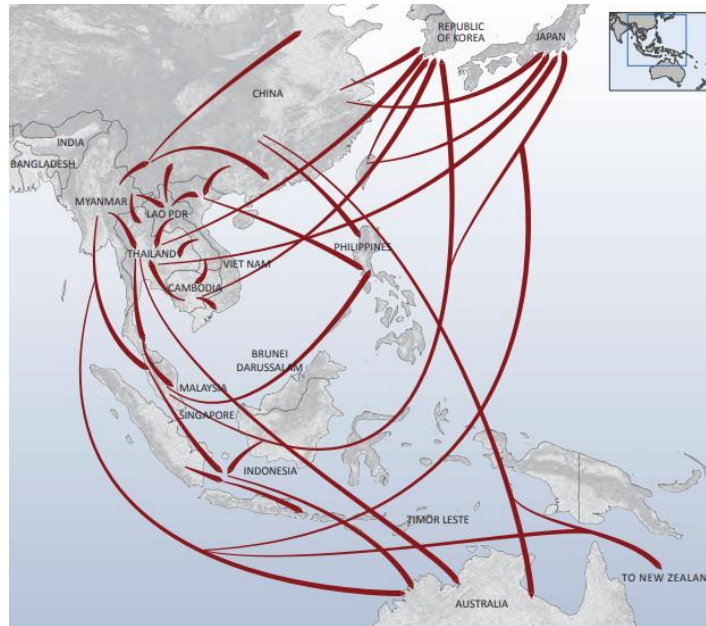 REPUBLIC
OF KOREA
JAPAN
CHINA
INDIA
BANGLADESH
MYANMAR
LAO PDR
THAILAND
VIET NAM
PHILIPPINES
CAMBODIA
BRUNEI
DARUSSALAM
MALAYSIA
SINGAPORE
INDONESIA
TIMOR LESTE
TO NEW ZEALAN
AUSTRALIA